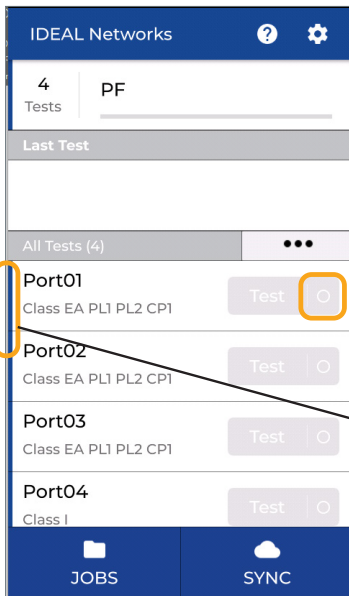 IDEAL Networks
4
Tests
PF
Last Test
All Tests (4)
Port01
Class EA PL1 PL2 CP1
Test
Port02
Class EA PL1 PL2 CP1
Test
Port03
Class EA PL1 PL2 CP1
Test
Port04
Class I
Test
JOBS
SYNC